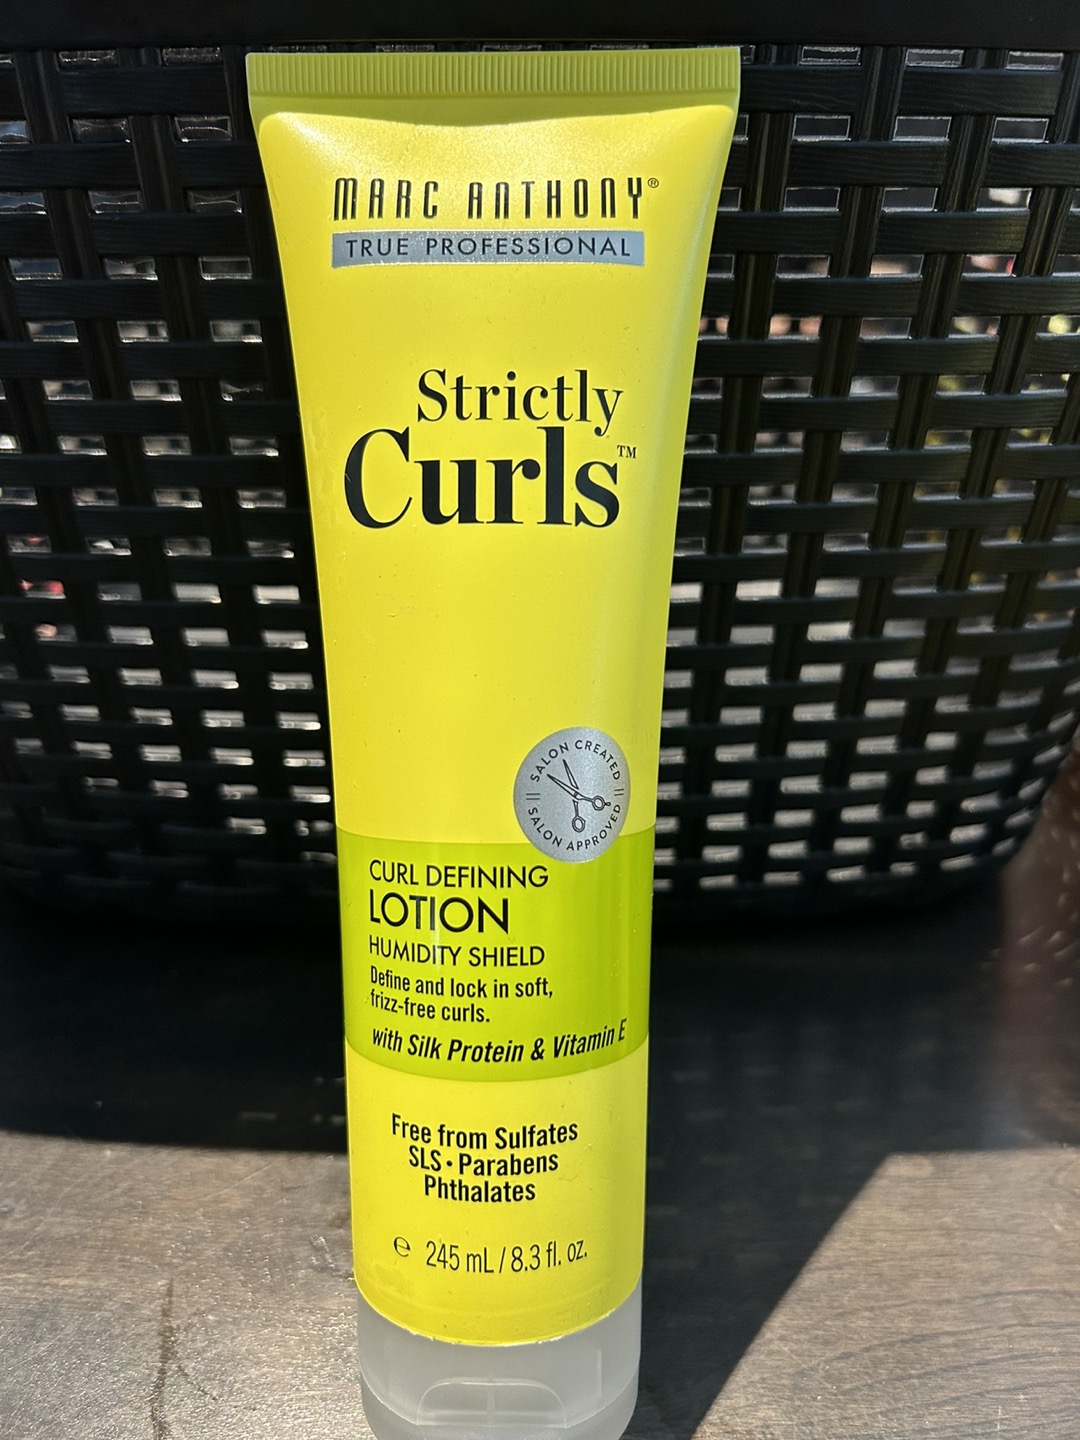 MARC ANTHONY®
TRUE PROFESSIONAL
Strictly
Curls™
SALON CREATED
SALON APPROVED
CURL DEFINING
LOTION
HUMIDITY SHIELD
Define and lock in soft,
frizz-free curls.
with Silk Protein & Vitamin E
Free from Sulfates
SLS • Parabens
Phthalates
℮ 245 mL / 8.3 fl. oz.